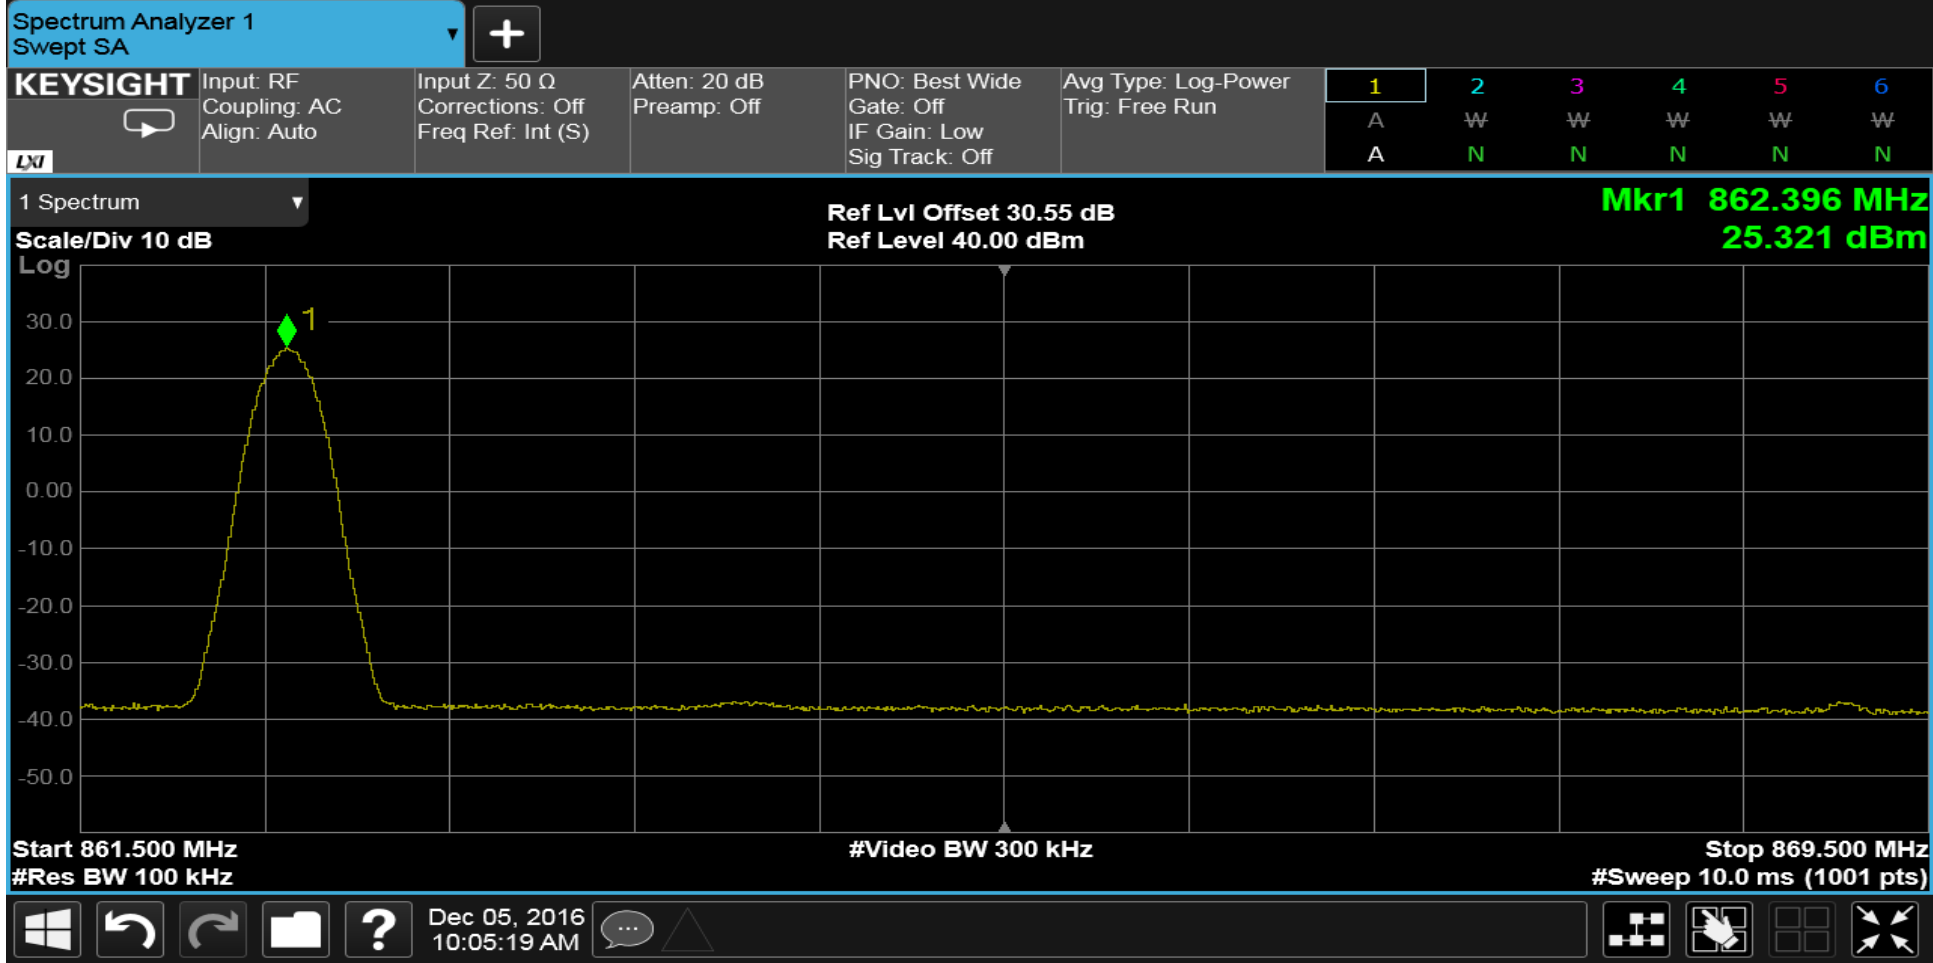 Spectrum Analyzer 1
Swept SA
KEYSIGHT
LXI
Input: RF
Coupling: AC
Align: Auto
Input Z: 50 Ω
Corrections: Off
Freq Ref: Int (S)
Atten: 20 dB
Preamp: Off
PNO: Best Wide
Gate: Off
IF Gain: Low
Sig Track: Off
Avg Type: Log-Power
Trig: Free Run
1 2 3 4 5 6
A W W W W W
A N N N N N
1 Spectrum
Scale/Div 10 dB
Log
Ref Lvl Offset 30.55 dB
Ref Level 40.00 dBm
Mkr1 862.396 MHz
25.321 dBm
1
30.0
20.0
10.0
0.00
-10.0
-20.0
-30.0
-40.0
-50.0
Start 861.500 MHz
#Res BW 100 kHz
#Video BW 300 kHz
Stop 869.500 MHz
#Sweep 10.0 ms (1001 pts)
?
Dec 05, 2016
10:05:19 AM